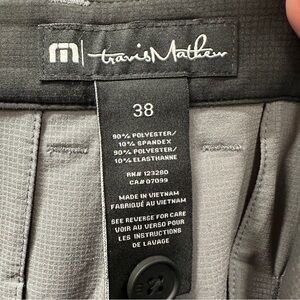 travisMathew
38
90% POLYESTER/
10% SPANDEX
90% POLYESTER/
10% ELASTHANNE
RN# 123280
CA# 07099
MADE IN VIETNAM
FABRIQUÉ AU VIETNAM
SEE REVERSE FOR CARE
VOIR AU VERSO POUR
LES INSTRUCTIONS
DE LAVAGE